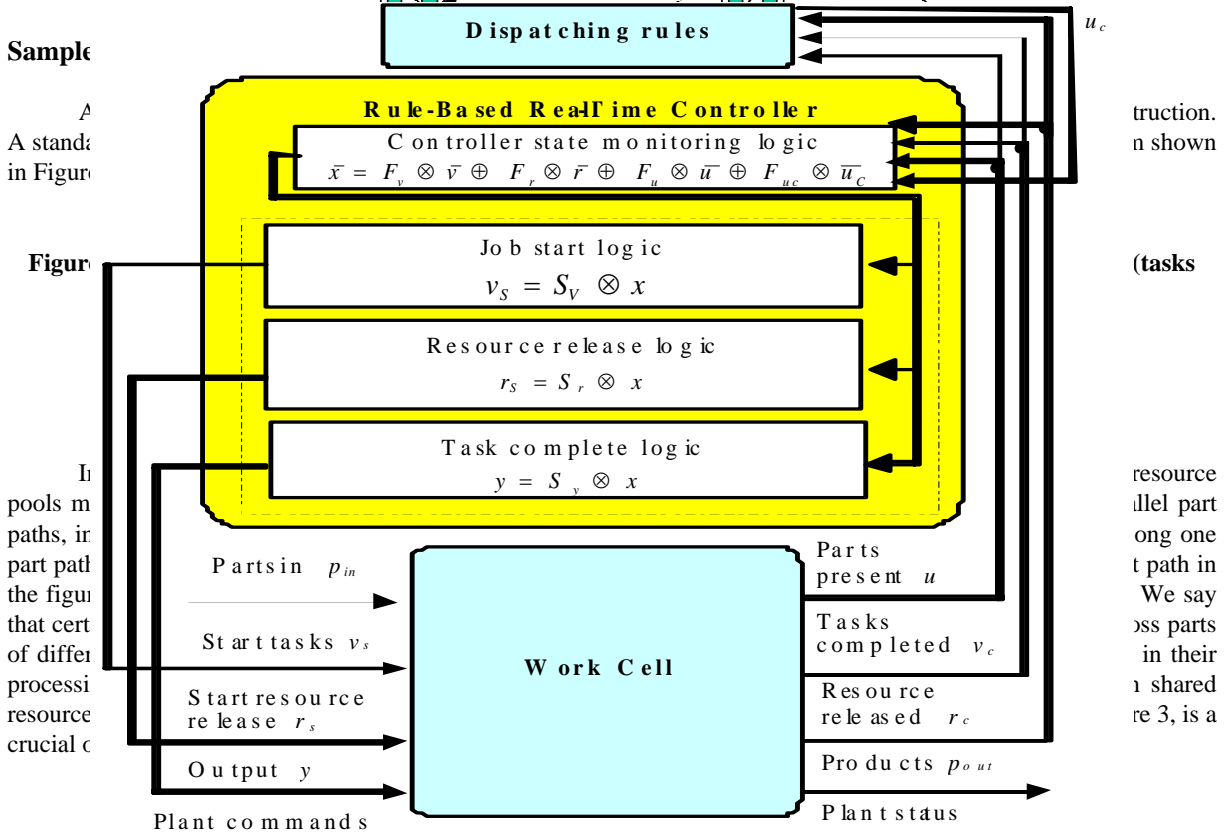 Dispatching rules
u_c
Sample
Rule-Based Real-Time Controller
truction.
A standa
n shown
in Figur
Controller state monitoring logic
x̄ = F_v ⊗ v̄ ⊕ F_r ⊗ r̄ ⊕ F_u ⊗ ū ⊕ F_uc ⊗ ū_C
Job start logic
v_S = S_V ⊗ x
Figur
(tasks
Resource release logic
r_S = S_r ⊗ x
Task complete logic
y = S_y ⊗ x
resource
pools m
llel part
paths, in
ong one
part path
t path in
the figur
We say
that cert
oss parts
of differ
in their
processi
shared
resource
re 3, is a
crucial o
Parts in p_in
Start tasks v_s
Start resource
release r_s
Output y
Plant commands
Work Cell
Parts
present u
Tasks
completed v_c
Resource
released r_c
Products p_out
Plant status